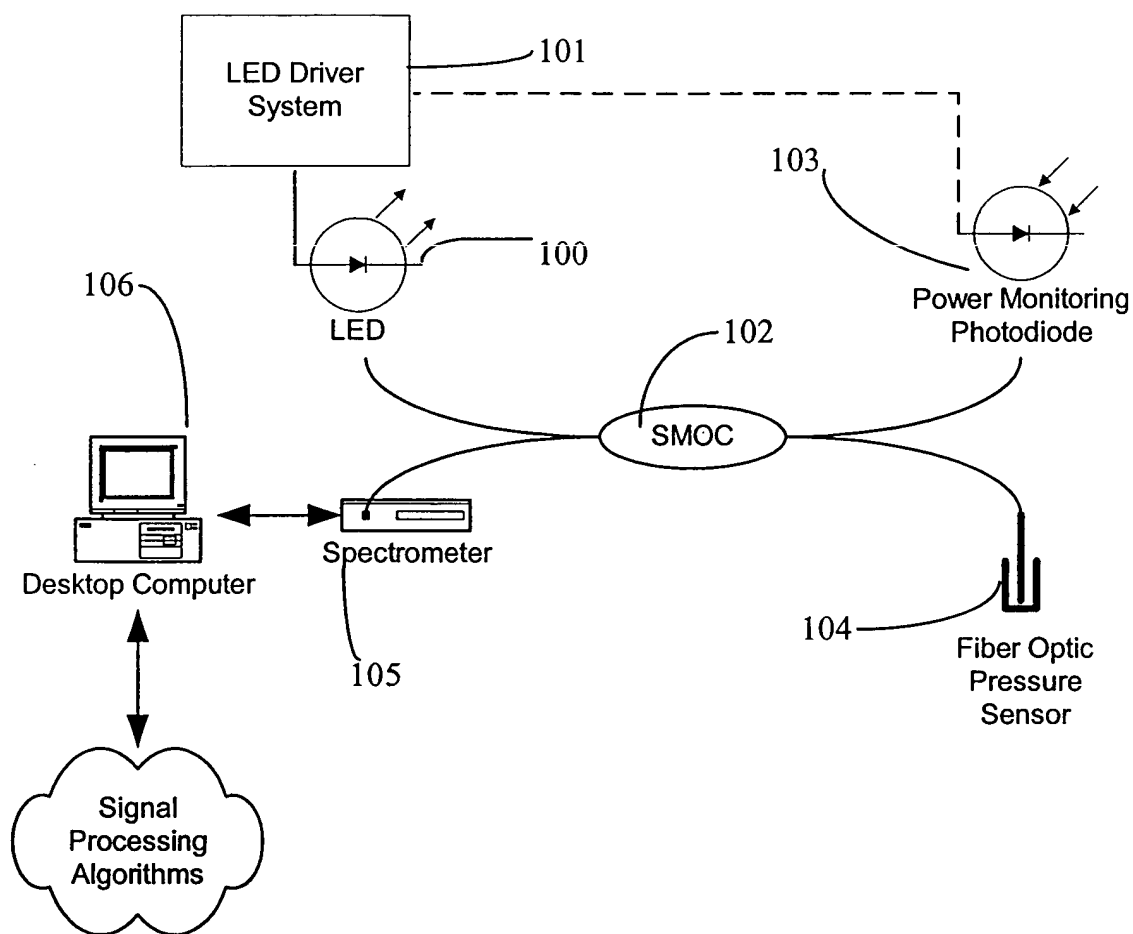 101
LED Driver
System
103
100
106
LED
Power Monitoring
Photodiode
102
SMOC
Spectrometer
Desktop Computer
104
105
Fiber Optic
Pressure
Sensor
Signal
Processing
Algorithms